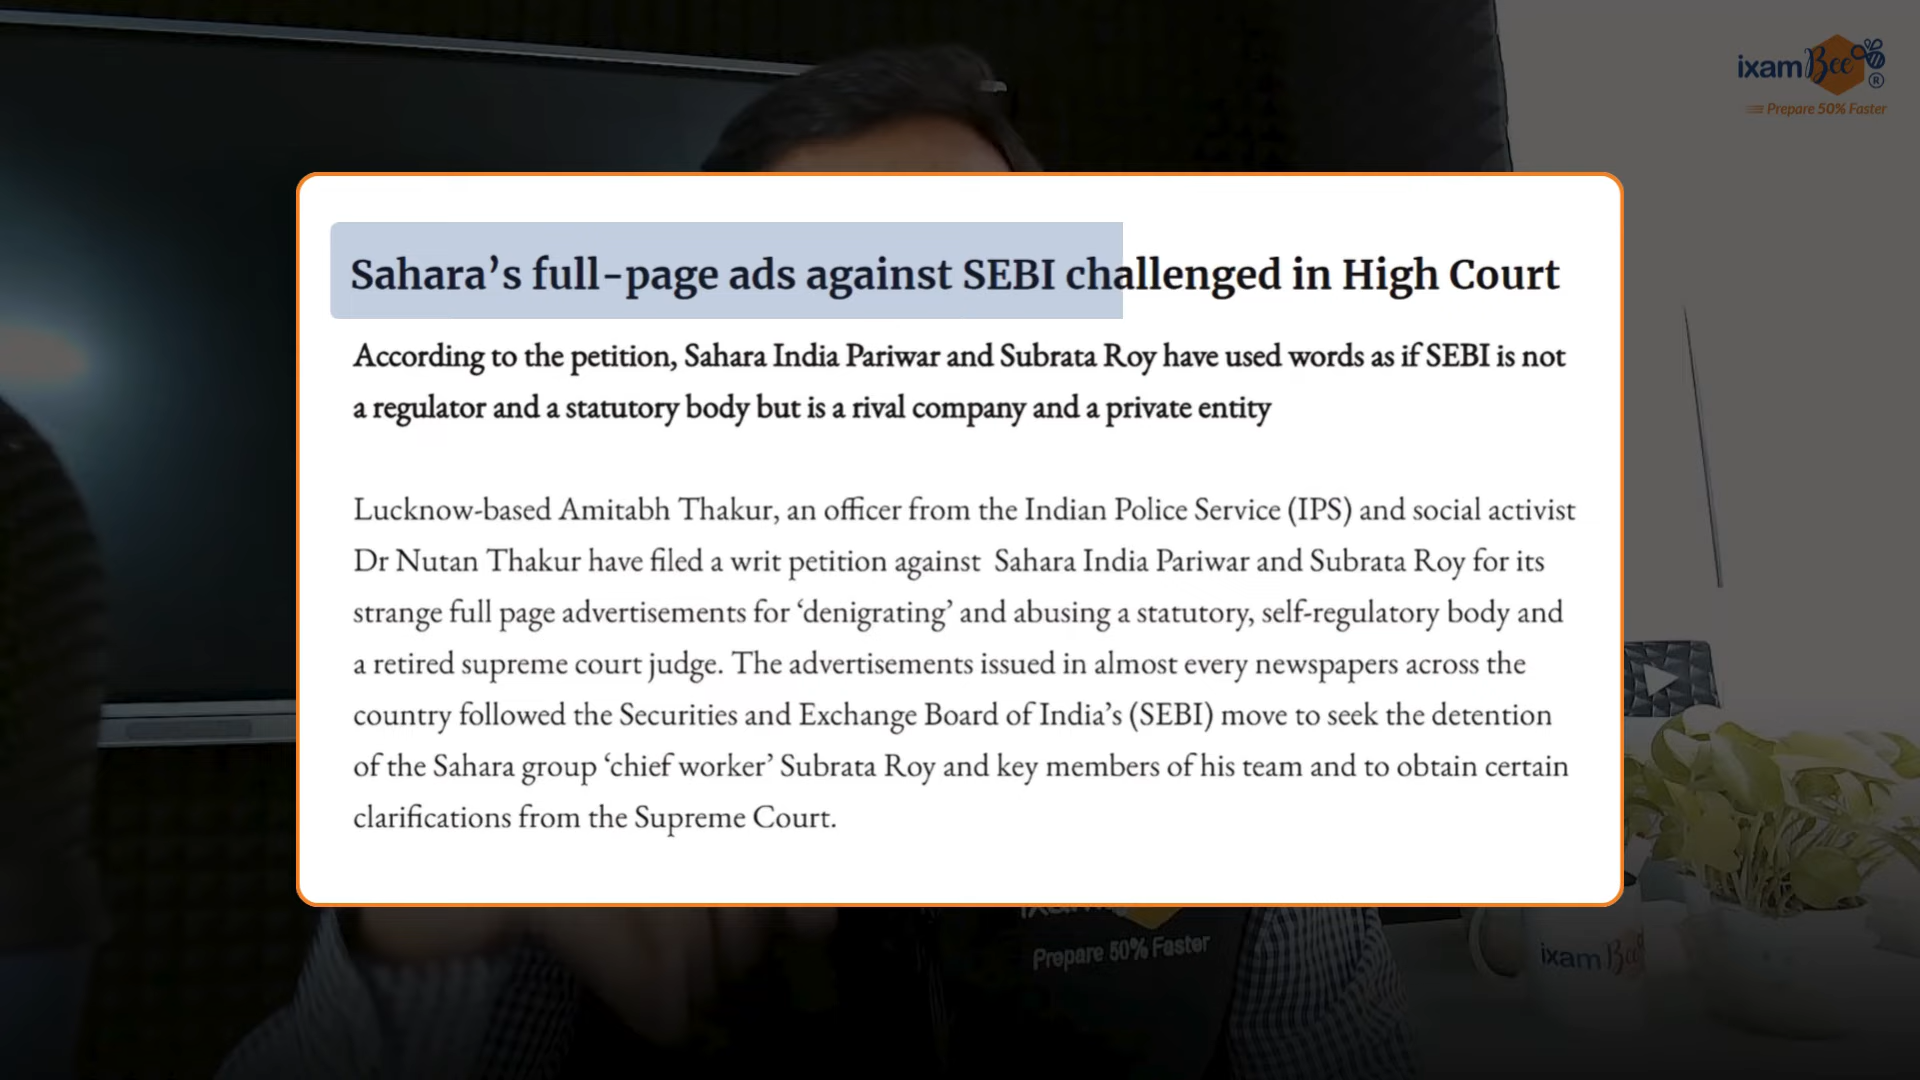 ixamBee
®
Prepare 50% Faster
Sahara’s full-page ads against SEBI challenged in High Court
According to the petition, Sahara India Pariwar and Subrata Roy have used words as if SEBI is not
a regulator and a statutory body but is a rival company and a private entity
Lucknow-based Amitabh Thakur, an officer from the Indian Police Service (IPS) and social activist
Dr Nutan Thakur have filed a writ petition against Sahara India Pariwar and Subrata Roy for its
strange full page advertisements for ‘denigrating’ and abusing a statutory, self-regulatory body and
a retired supreme court judge. The advertisements issued in almost every newspapers across the
country followed the Securities and Exchange Board of India’s (SEBI) move to seek the detention
of the Sahara group ‘chief worker’ Subrata Roy and key members of his team and to obtain certain
clarifications from the Supreme Court.
Prepare 50% Faster
ixamBee